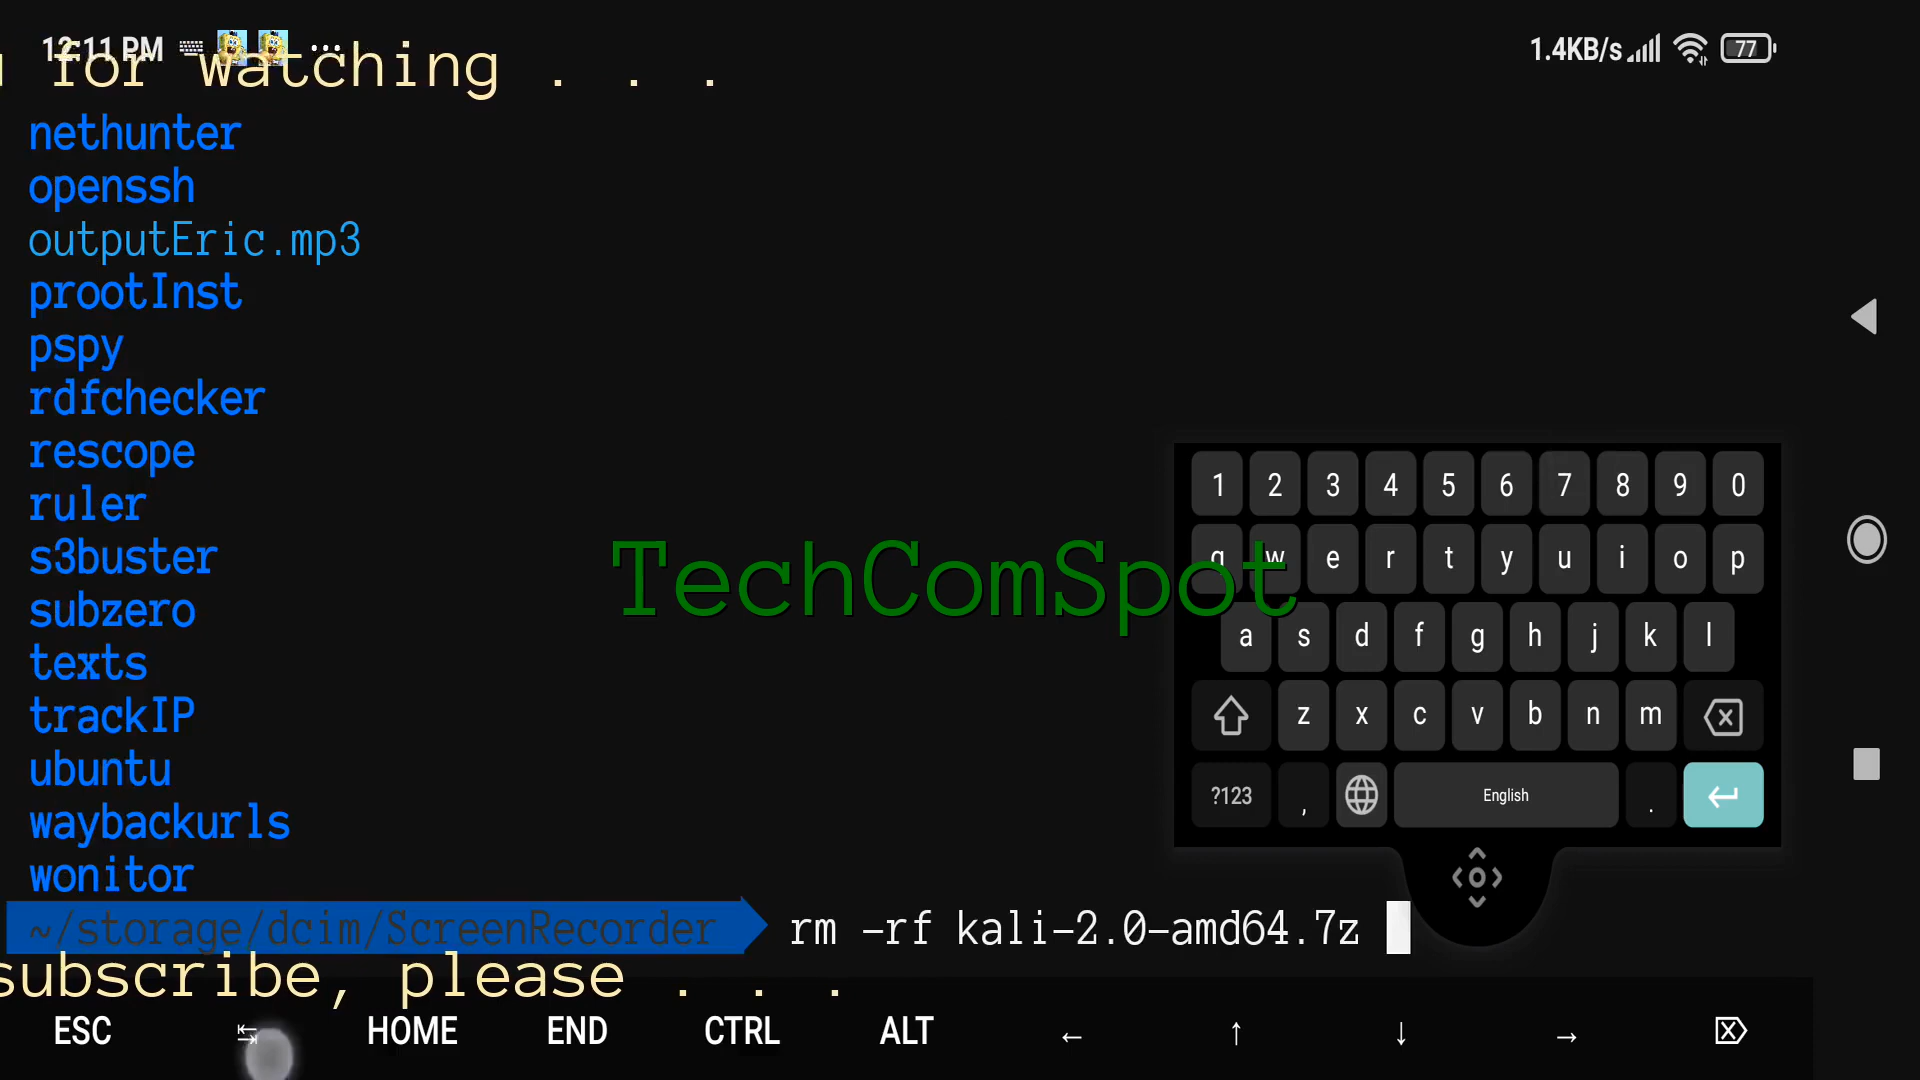 12:11 PM ... 1.4KB/s 77
for watching . . .
nethunter
openssh
outputEric.mp3
prootInst
pspy
rdfchecker
rescope
ruler
s3buster
subzero
texts
trackIP
ubuntu
waybackurls
wonitor
TechComSpot
1 2 3 4 5 6 7 8 9 0
q w e r t y u i o p
a s d f g h j k l
z x c v b n m
?123 , English .
~/storage/dcim/ScreenRecorder rm -rf kali-2.0-amd64.7z
subscribe, please . . .
ESC ⇆ HOME END CTRL ALT ← ↑ ↓ →